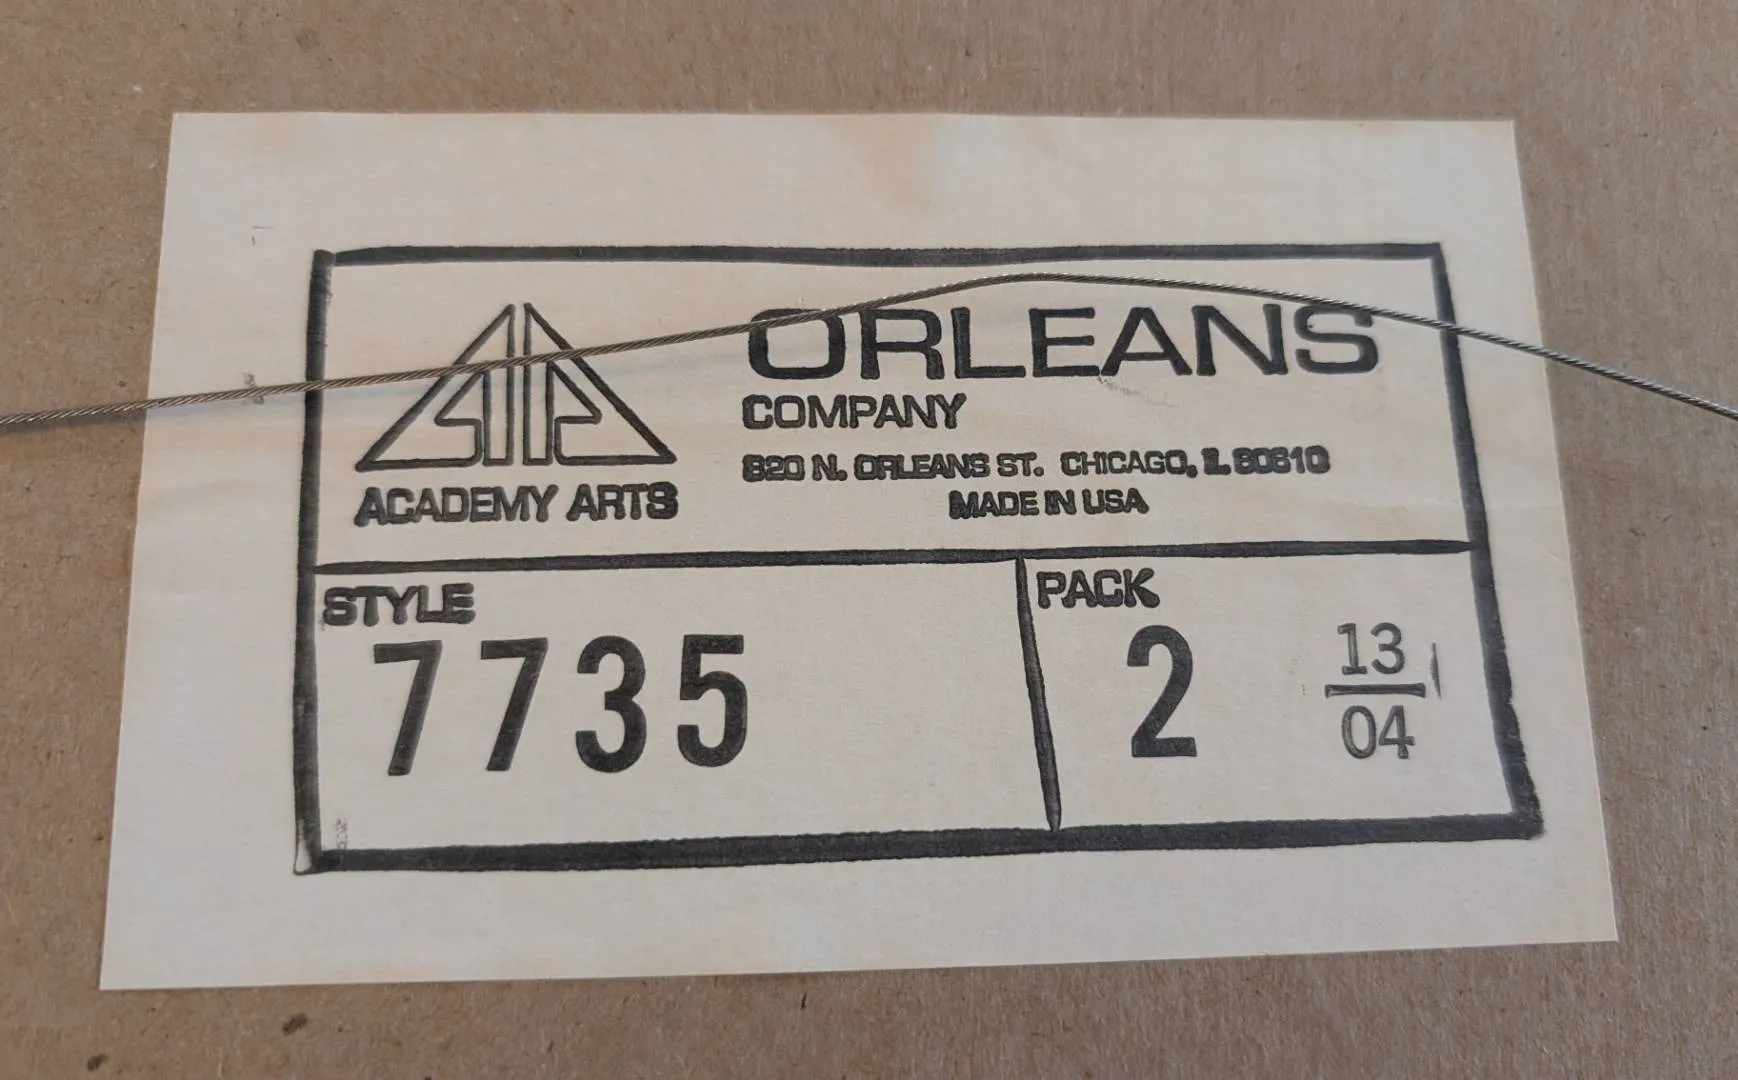 ORLEANS
COMPANY
820 N. ORLEANS ST. CHICAGO, IL 60610
MADE IN USA
ACADEMY ARTS
STYLE
7735
PACK
2
13
04